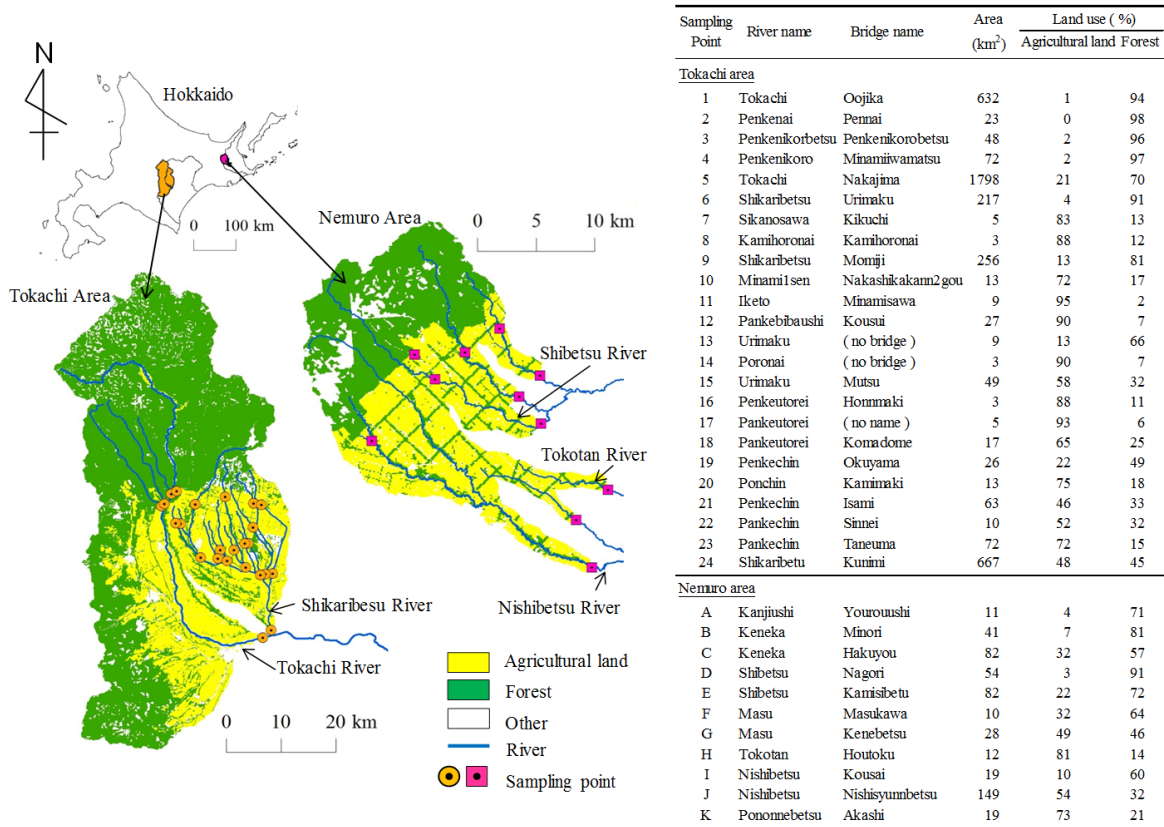 N
Hokkaido
0 100 km
Nemuro Area
0 5 10 km
Tokachi Area
Shibetsu River
Tokotan River
Nishibetsu River
Shikaribesu River
Tokachi River
0 10 20 km
Agricultural land
Forest
Other
River
Sampling point
Sampling Point River name Bridge name Area (km²) Land use ( %)
Agricultural land Forest
Tokachi area
1 Tokachi Oojika 632 1 94
2 Penkenai Pennai 23 0 98
3 Penkenikorbetsu Penkenikorobetsu 48 2 96
4 Penkenikoro Minamiiwamatsu 72 2 97
5 Tokachi Nakajima 1798 21 70
6 Shikaribetsu Urimaku 217 4 91
7 Sikanosawa Kikuchi 5 83 13
8 Kamihoronai Kamihoronai 3 88 12
9 Shikaribetsu Momiji 256 13 81
10 Minami1sen Nakashikakann2gou 13 72 17
11 Iketo Minamisawa 9 95 2
12 Pankebibaushi Kousui 27 90 7
13 Urimaku ( no bridge ) 9 13 66
14 Poronai ( no bridge ) 3 90 7
15 Urimaku Mutsu 49 58 32
16 Penkeutorei Honnmaki 3 88 11
17 Pankeutorei ( no name ) 5 93 6
18 Pankeutorei Komadome 17 65 25
19 Penkechin Okuyama 26 22 49
20 Ponchin Kamimaki 13 75 18
21 Penkechin Isami 63 46 33
22 Pankechin Sinnei 10 52 32
23 Pankechin Taneuma 72 72 15
24 Shikaribetu Kunimi 667 48 45
Nemuro area
A Kanjiushi Yourouushi 11 4 71
B Keneka Minori 41 7 81
C Keneka Hakuyou 82 32 57
D Shibetsu Nagori 54 3 91
E Shibetsu Kamisibetu 82 22 72
F Masu Masukawa 10 32 64
G Masu Kenebetsu 28 49 46
H Tokotan Houtoku 12 81 14
I Nishibetsu Kousai 19 10 60
J Nishibetsu Nishisyunnbetsu 149 54 32
K Pononnebetsu Akashi 19 73 21